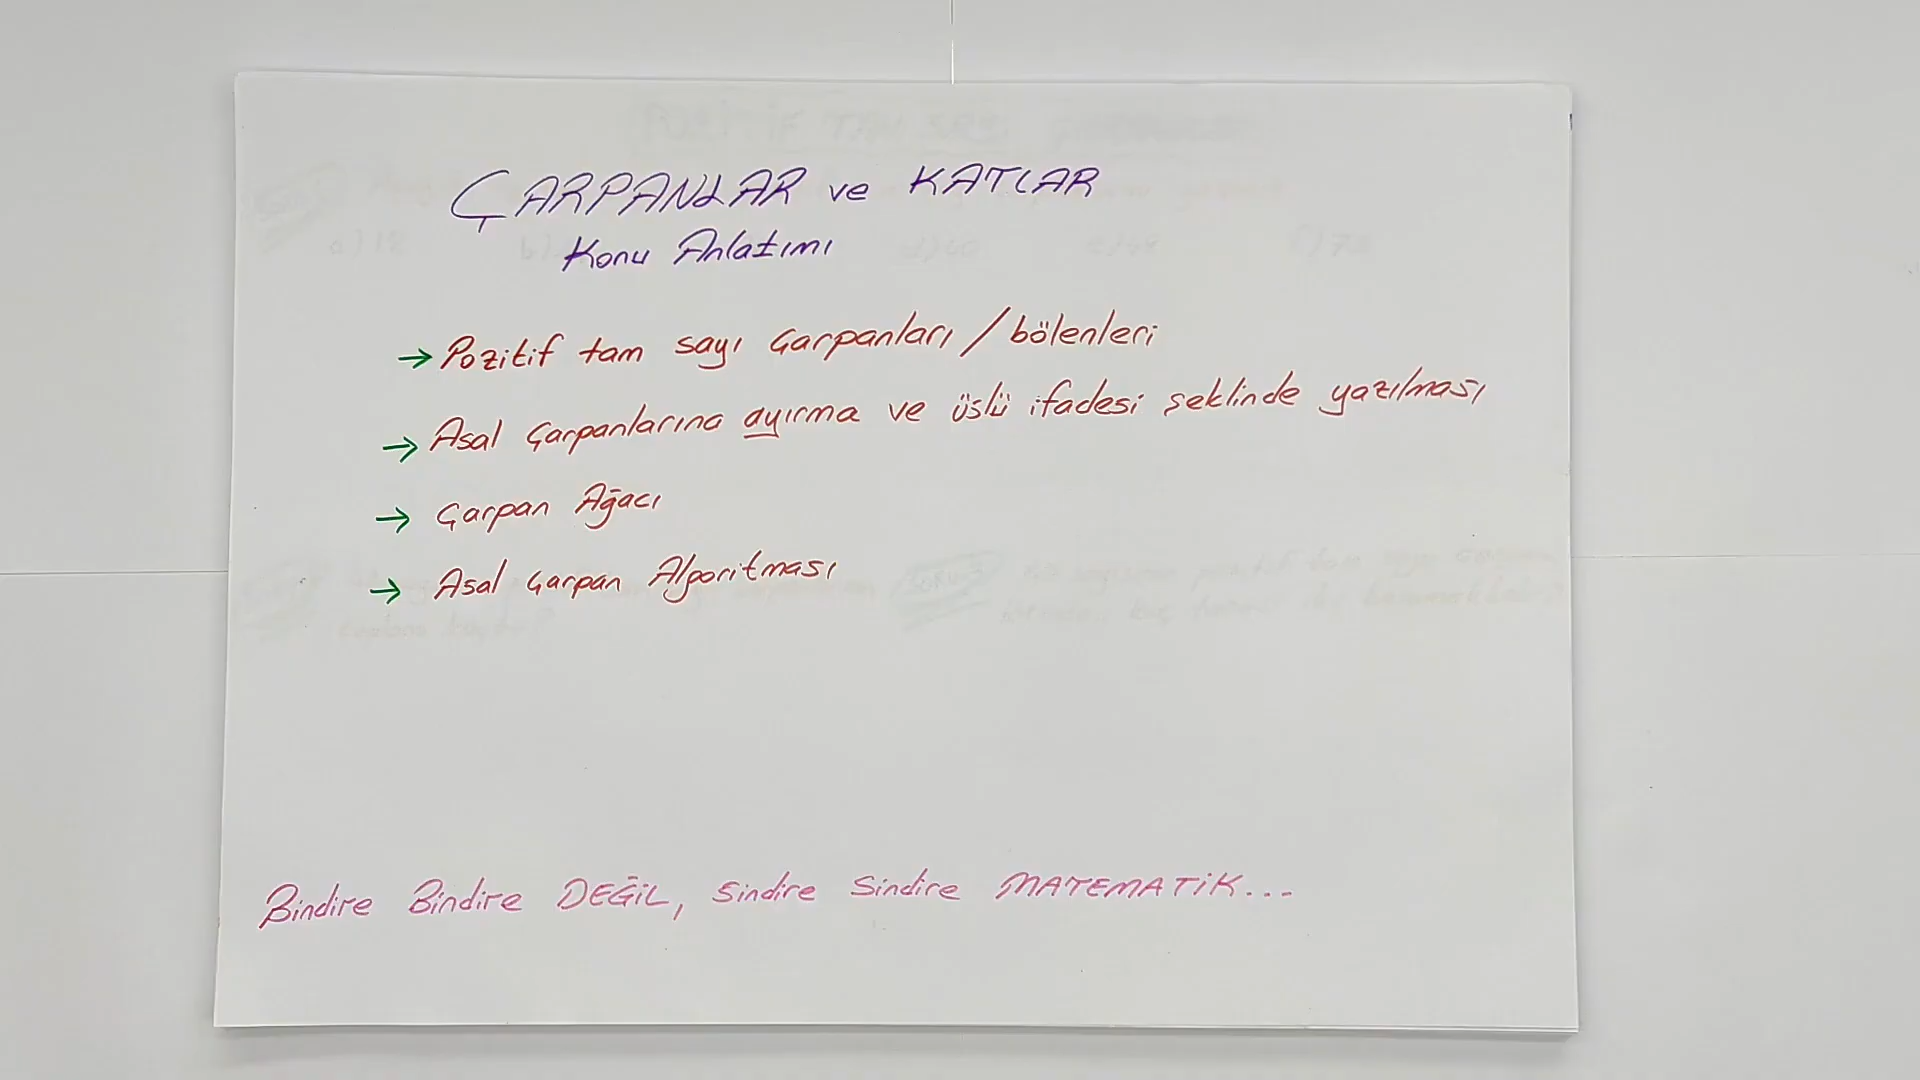 ÇARPANLAR ve KATLAR
Konu Anlatımı
→ Pozitif tam sayı çarpanları / bölenleri
→ Asal çarpanlarına ayırma ve üslü ifadesi şeklinde yazılması
→ Çarpan Ağacı
→ Asal çarpan Algoritması
Bindire Bindire DEĞİL, Sindire Sindire MATEMATİK...